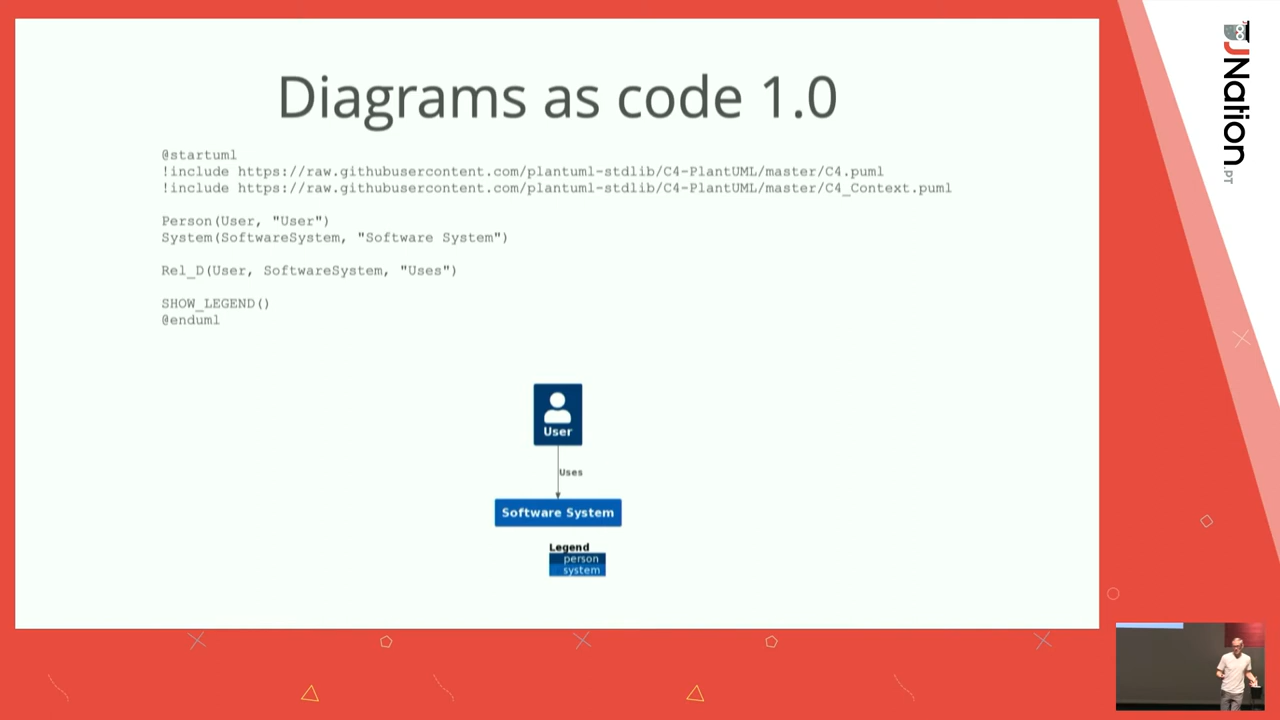 Diagrams as code 1.0
@startuml
!include https://raw.githubusercontent.com/plantuml-stdlib/C4-PlantUML/master/C4.puml
!include https://raw.githubusercontent.com/plantuml-stdlib/C4-PlantUML/master/C4_Context.puml
Person(User, "User")
System(SoftwareSystem, "Software System")
Rel_D(User, SoftwareSystem, "Uses")
SHOW_LEGEND()
@enduml
User
Uses
Software System
Legend
person
system
JNation.PT